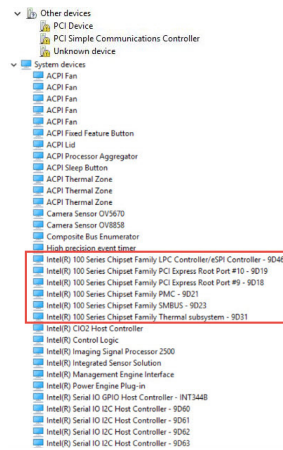 Other devices
PCI Device
PCI Simple Communications Controller
Unknown device
System devices
ACPI Fan
ACPI Fan
ACPI Fan
ACPI Fan
ACPI Fan
ACPI Fixed Feature Button
ACPI Lid
ACPI Processor Aggregator
ACPI Sleep Button
ACPI Thermal Zone
ACPI Thermal Zone
ACPI Thermal Zone
Camera Sensor OV5670
Camera Sensor OV8858
Composite Bus Enumerator
High precision event timer
Intel(R) 100 Series Chipset Family LPC Controller/eSPI Controller - 9D46
Intel(R) 100 Series Chipset Family PCI Express Root Port #10 - 9D19
Intel(R) 100 Series Chipset Family PCI Express Root Port #9 - 9D18
Intel(R) 100 Series Chipset Family PMC - 9D21
Intel(R) 100 Series Chipset Family SMBUS - 9D23
Intel(R) 100 Series Chipset Family Thermal subsystem - 9D31
Intel(R) CIO2 Host Controller
Intel(R) Control Logic
Intel(R) Imaging Signal Processor 2500
Intel(R) Integrated Sensor Solution
Intel(R) Management Engine Interface
Intel(R) Power Engine Plug-in
Intel(R) Serial IO GPIO Host Controller - INT344B
Intel(R) Serial IO I2C Host Controller - 9D60
Intel(R) Serial IO I2C Host Controller - 9D61
Intel(R) Serial IO I2C Host Controller - 9D62
Intel(R) Serial IO I2C Host Controller - 9D63